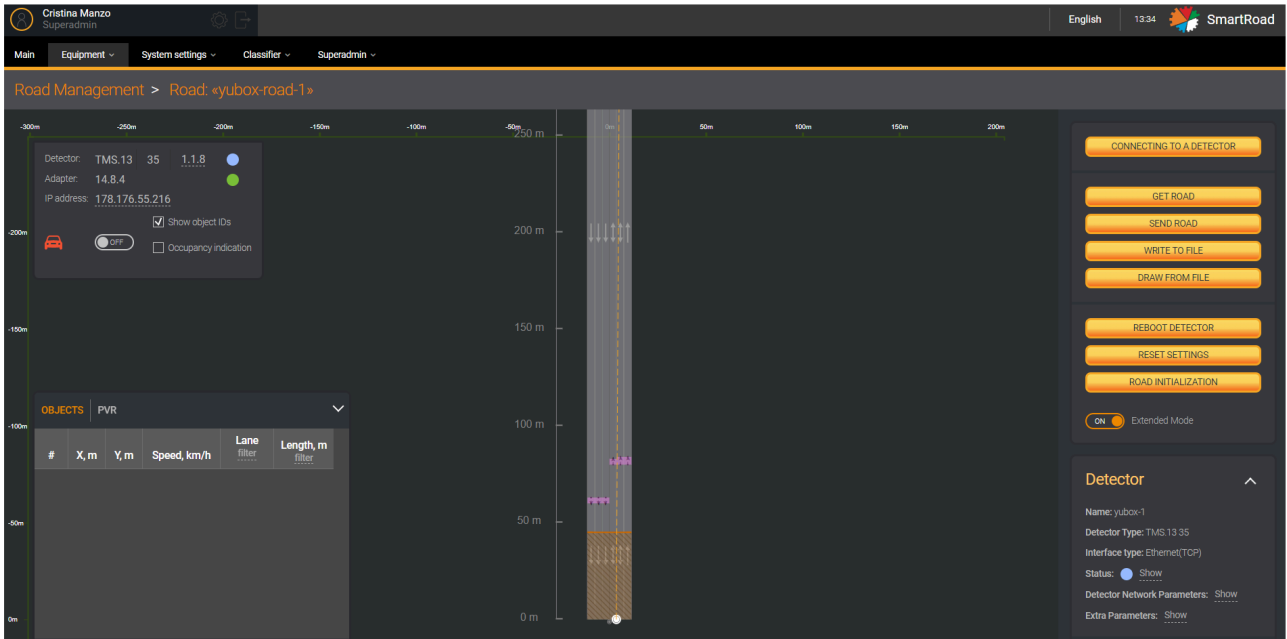 Cristina Manzo
Superadmin
English 13:34 SmartRoad
Main Equipment System settings Classifier Superadmin
Road Management > Road: «yubox-road-1»
-300m -250m -200m -150m -100m -50m 0m 50m 100m 150m 200m
250 m
200 m
150 m
100 m
50 m
0 m
-200m
-150m
-100m
-50m
0m
Detector: TMS.13 35 1.1.8
Adapter: 14.8.4
IP address: 178.176.55.216
Show object IDs
OFF
Occupancy indication
OBJECTS PVR
# X, m Y, m Speed, km/h Lane filter Length, m filter
CONNECTING TO A DETECTOR
GET ROAD
SEND ROAD
WRITE TO FILE
DRAW FROM FILE
REBOOT DETECTOR
RESET SETTINGS
ROAD INITIALIZATION
ON Extended Mode
Detector
Name: yubox-1
Detector Type: TMS.13 35
Interface type: Ethernet(TCP)
Status: Show
Detector Network Parameters: Show
Extra Parameters: Show